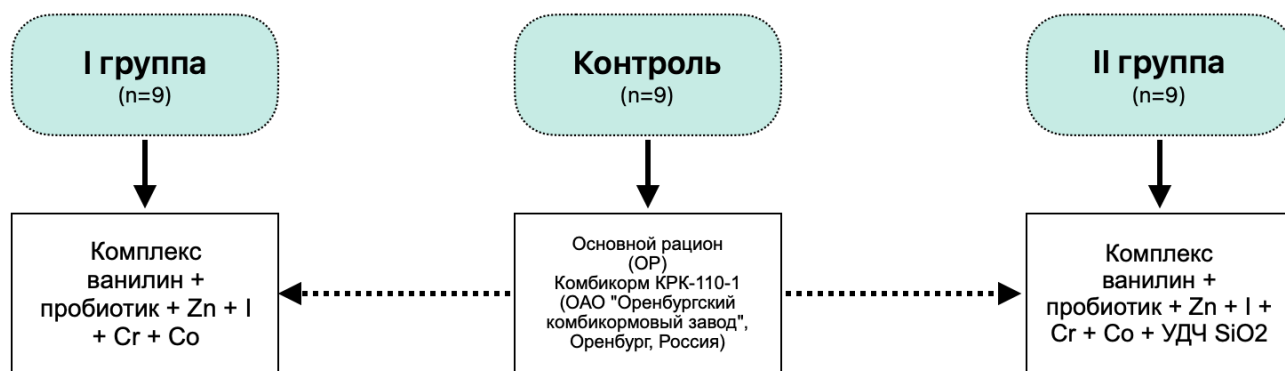 I группа
(n=9)
Контроль
(n=9)
II группа
(n=9)
Комплекс
ванилин +
пробиотик + Zn + I
+ Cr + Co
Основной рацион
(ОР)
Комбикорм КРК-110-1
(ОАО "Оренбургский
комбикормовый завод",
Оренбург, Россия)
Комплекс
ванилин +
пробиотик + Zn + I +
Cr + Co + УДЧ SiO2